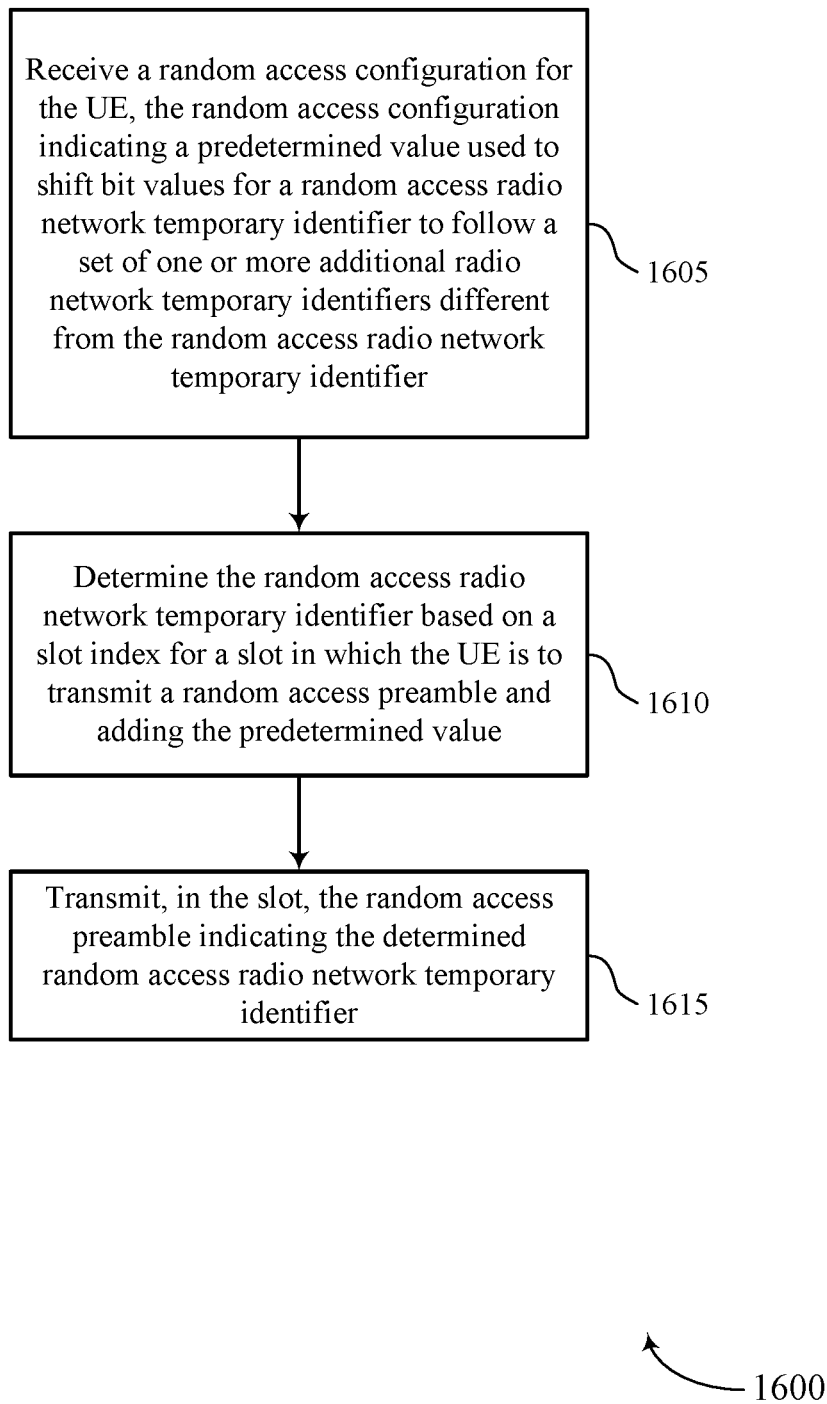 Receive a random access configuration for
the UE, the random access configuration
indicating a predetermined value used to
shift bit values for a random access radio
network temporary identifier to follow a
set of one or more additional radio
network temporary identifiers different
from the random access radio network
temporary identifier
1605
Determine the random access radio
network temporary identifier based on a
slot index for a slot in which the UE is to
transmit a random access preamble and
adding the predetermined value
1610
Transmit, in the slot, the random access
preamble indicating the determined
random access radio network temporary
identifier
1615
1600